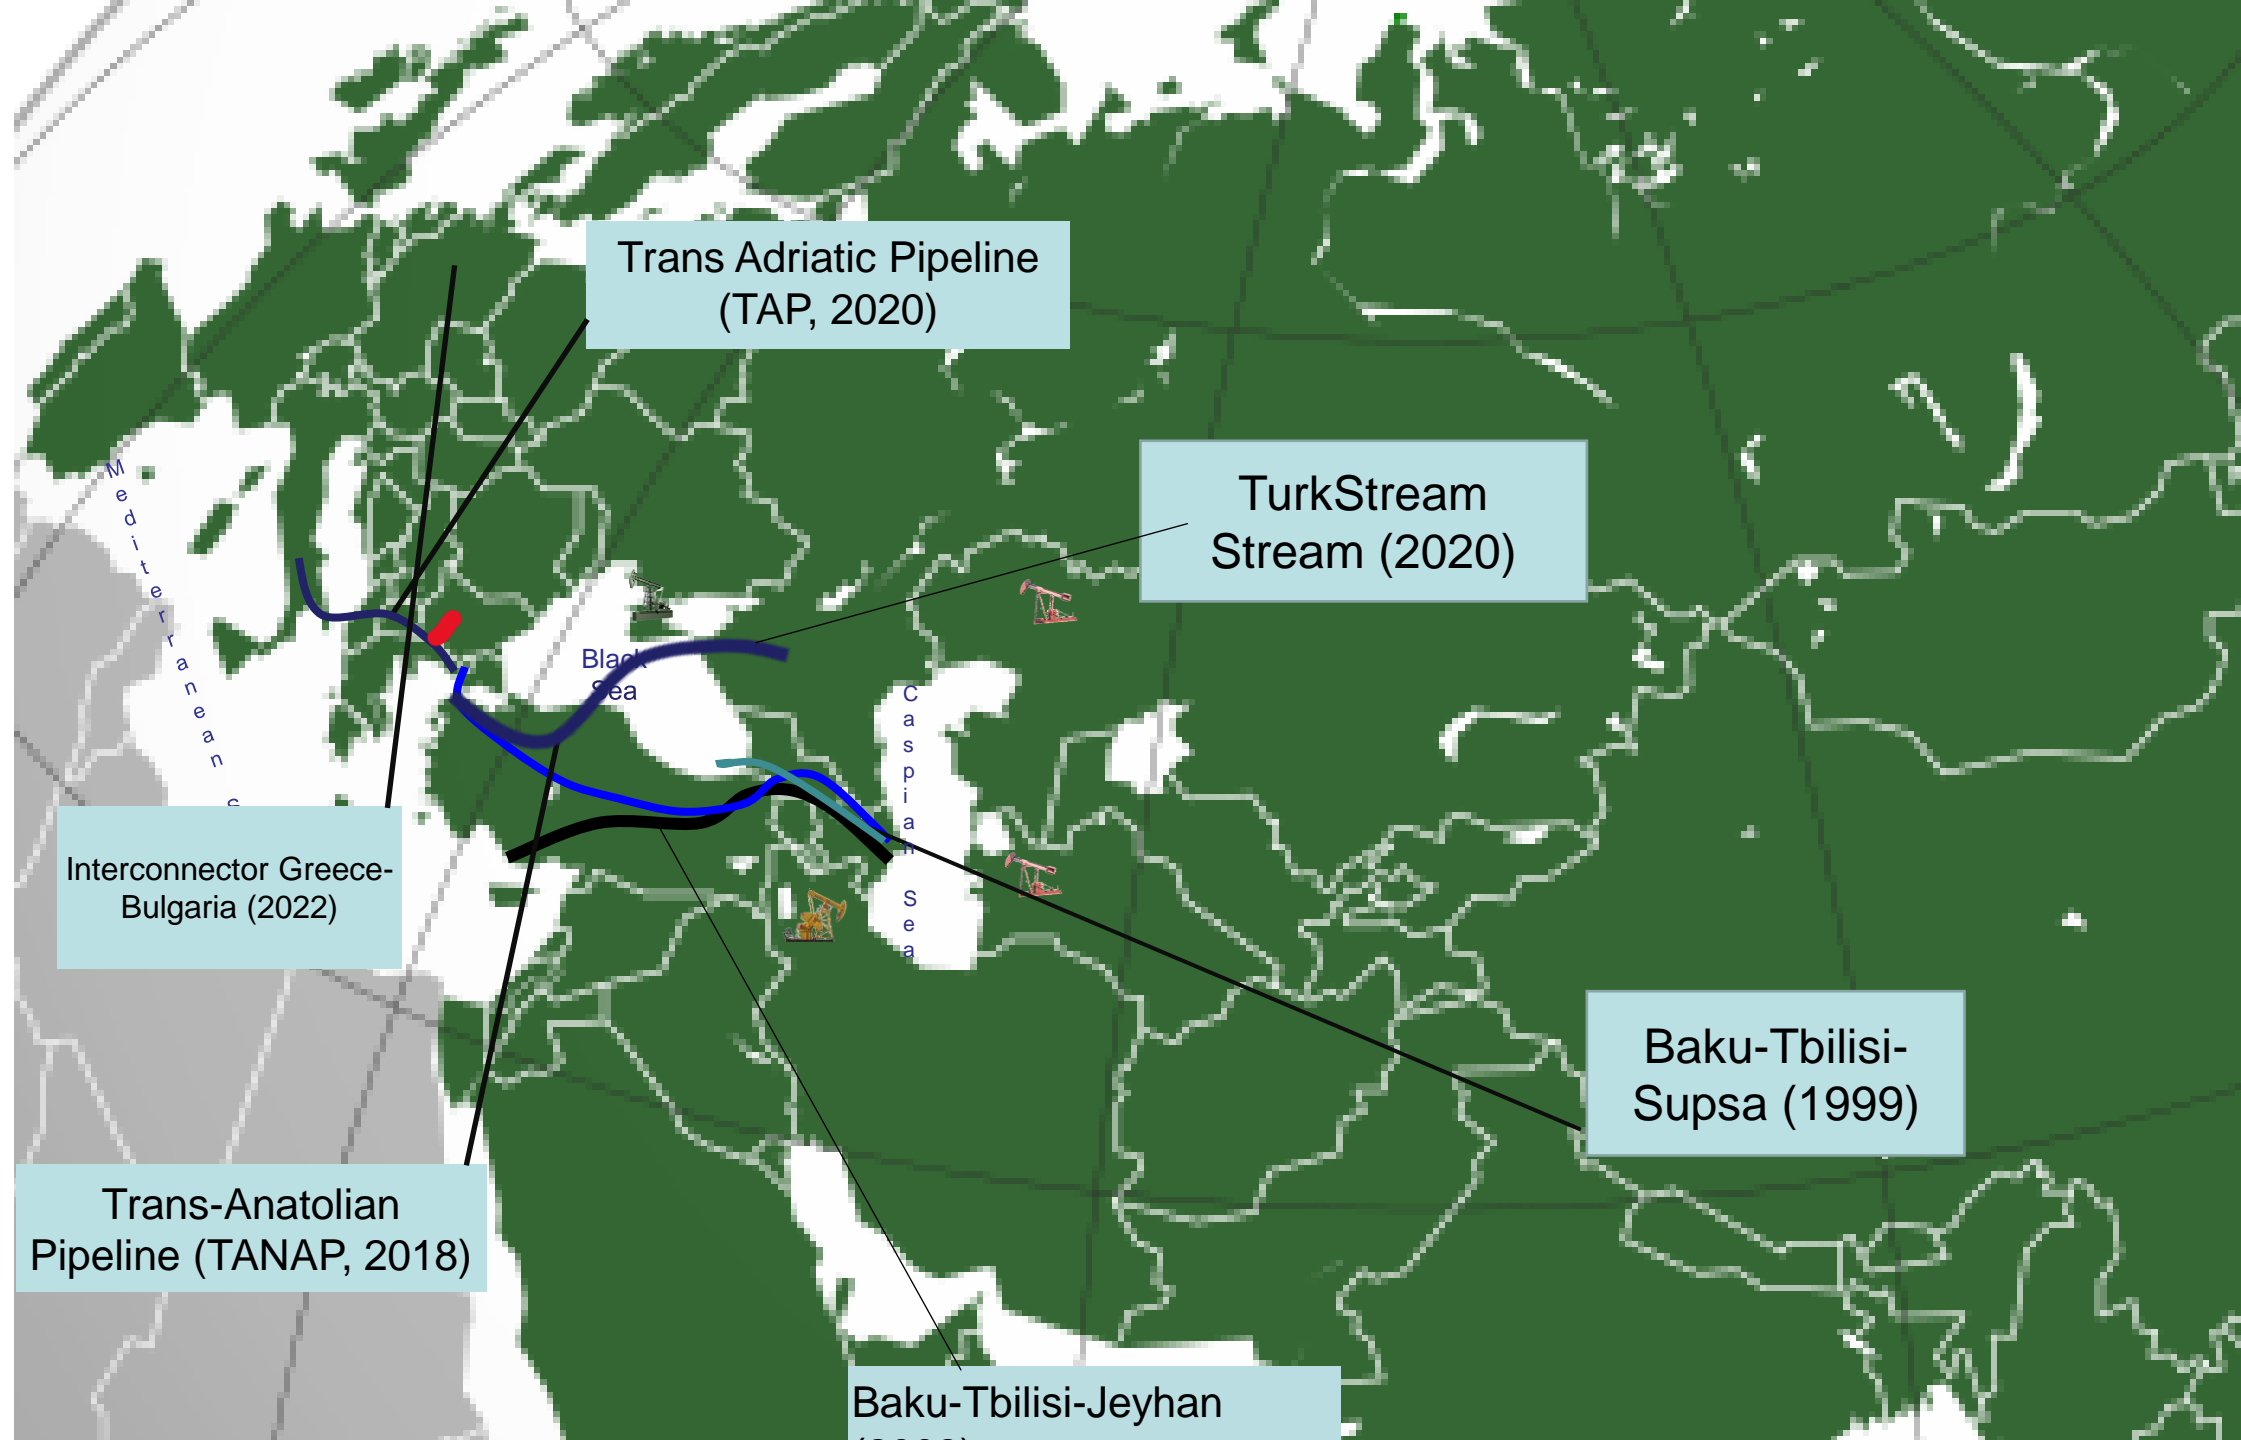 Trans Adriatic Pipeline
(TAP, 2020)
TurkStream
Stream (2020)
Mediterranean S
Black
Sea
Caspian Sea
Interconnector Greece-
Bulgaria (2022)
Baku-Tbilisi-
Supsa (1999)
Trans-Anatolian
Pipeline (TANAP, 2018)
Baku-Tbilisi-Jeyhan